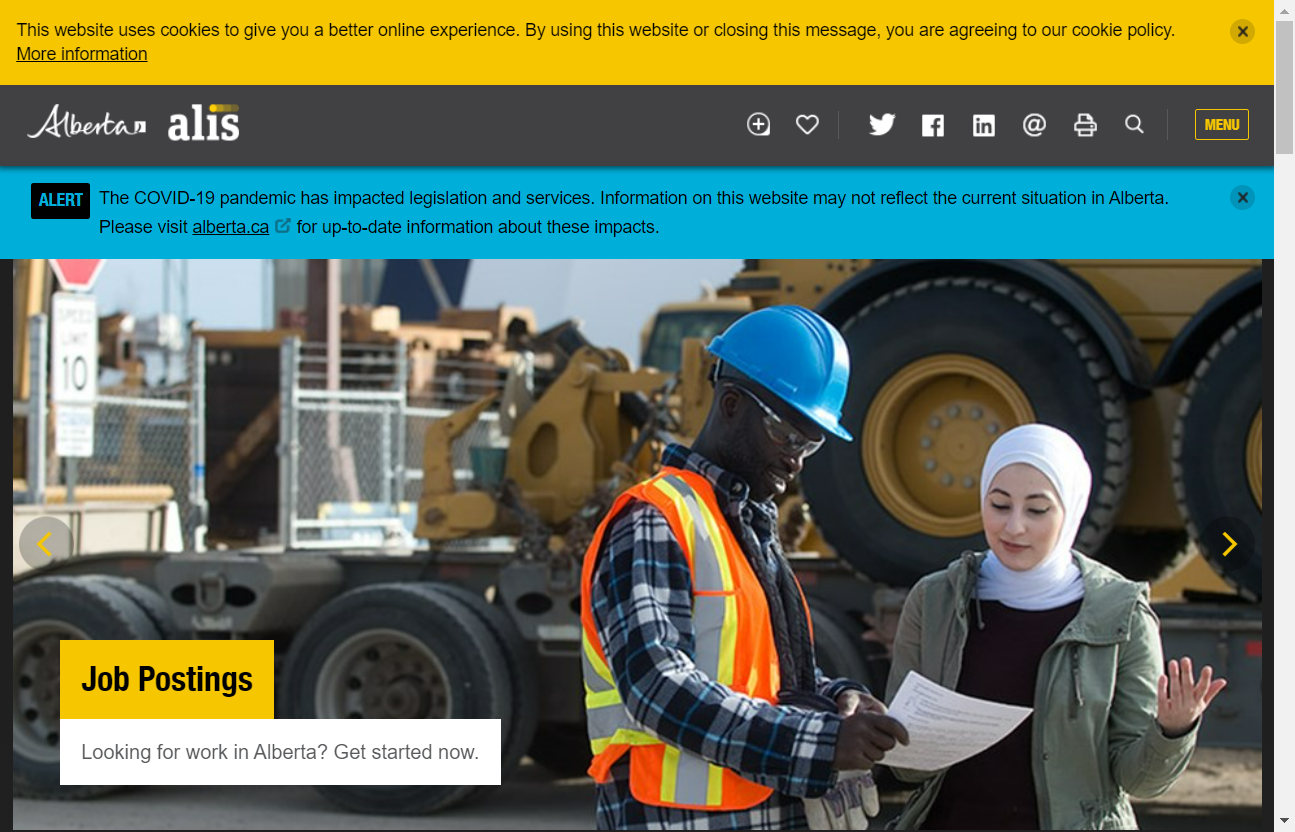 This website uses cookies to give you a better online experience. By using this website or closing this message, you are agreeing to our cookie policy.
More information
Alberta alis
MENU
ALERT The COVID-19 pandemic has impacted legislation and services. Information on this website may not reflect the current situation in Alberta.
Please visit alberta.ca for up-to-date information about these impacts.
SPEED
LIMIT
10
Job Postings
Looking for work in Alberta? Get started now.